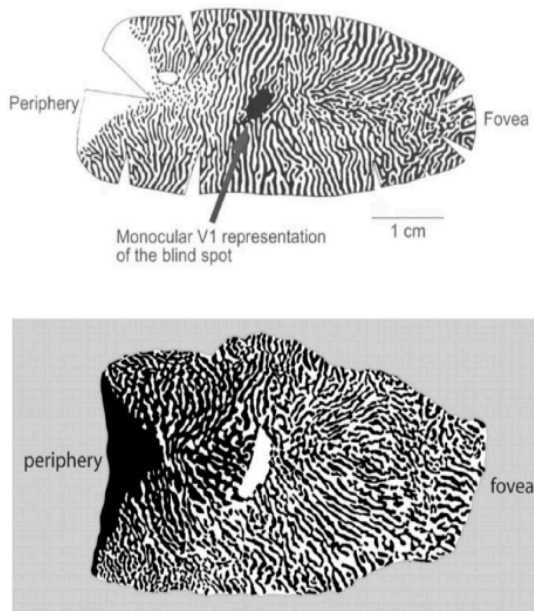 Periphery
Fovea
Monocular V1 representation
of the blind spot
1 cm
periphery
fovea